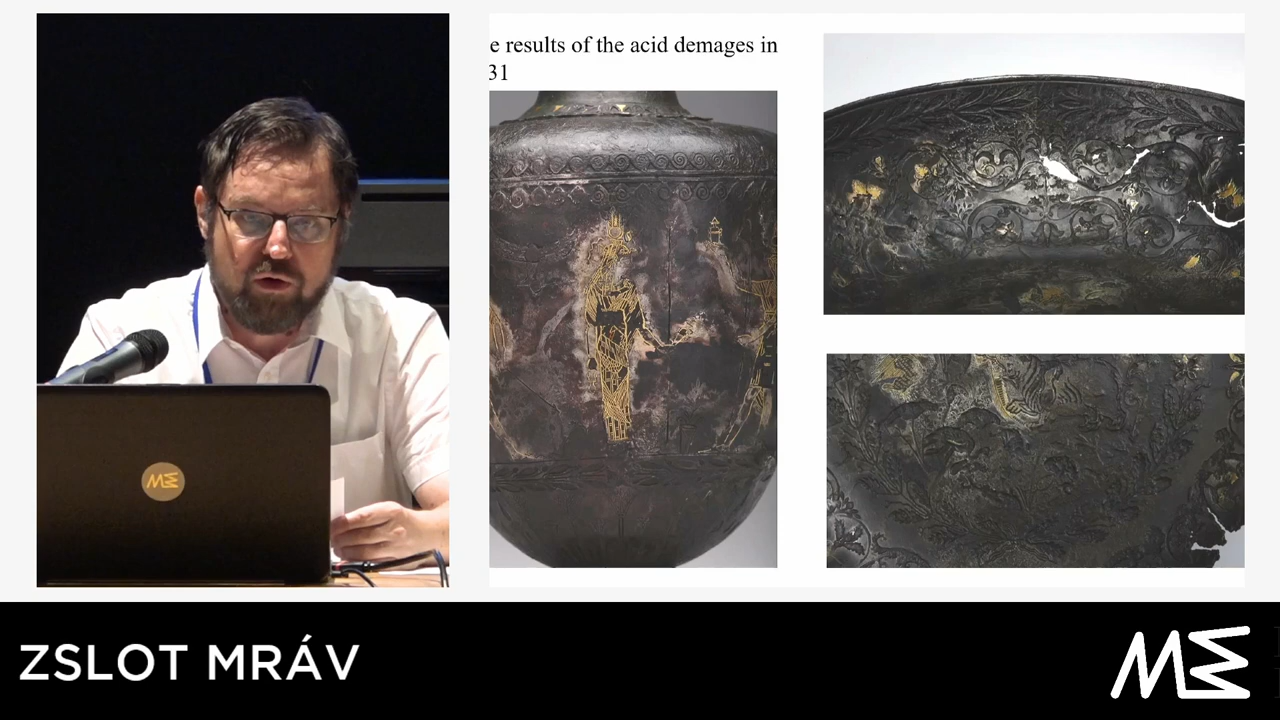 e results of the acid demages in
31
ZSLOT MRÁV